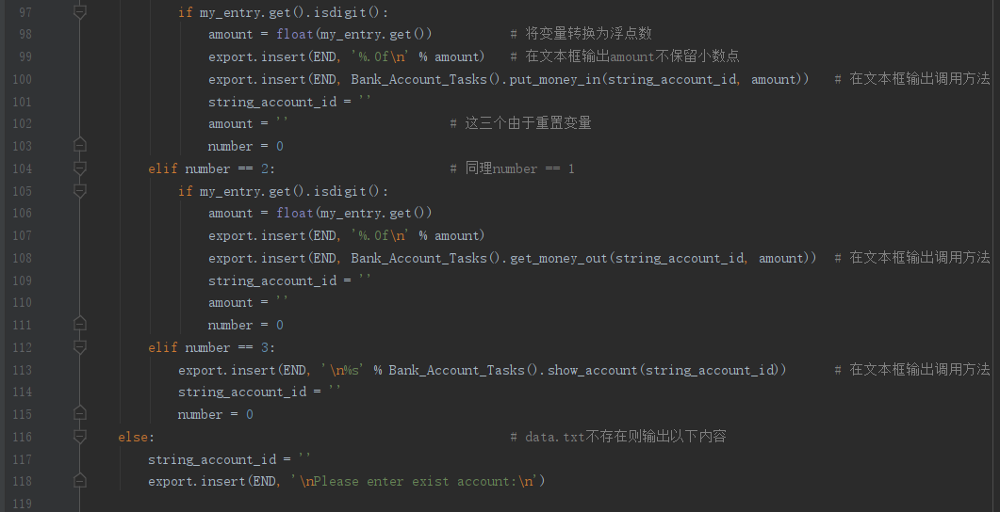 97 if my_entry.get().isdigit():
98 amount = float(my_entry.get()) # 将变量转换为浮点数
99 export.insert(END, '%.0f\n' % amount) # 在文本框输出amount不保留小数点
100 export.insert(END, Bank_Account_Tasks().put_money_in(string_account_id, amount)) # 在文本框输出调用方法
101 string_account_id = ''
102 amount = '' # 这三个由于重置变量
103 number = 0
104 elif number == 2: # 同理number == 1
105 if my_entry.get().isdigit():
106 amount = float(my_entry.get())
107 export.insert(END, '%.0f\n' % amount)
108 export.insert(END, Bank_Account_Tasks().get_money_out(string_account_id, amount)) # 在文本框输出调用方法
109 string_account_id = ''
110 amount = ''
111 number = 0
112 elif number == 3:
113 export.insert(END, '\n%s' % Bank_Account_Tasks().show_account(string_account_id)) # 在文本框输出调用方法
114 string_account_id = ''
115 number = 0
116 else: # data.txt不存在则输出以下内容
117 string_account_id = ''
118 export.insert(END, '\nPlease enter exist account:\n')
119